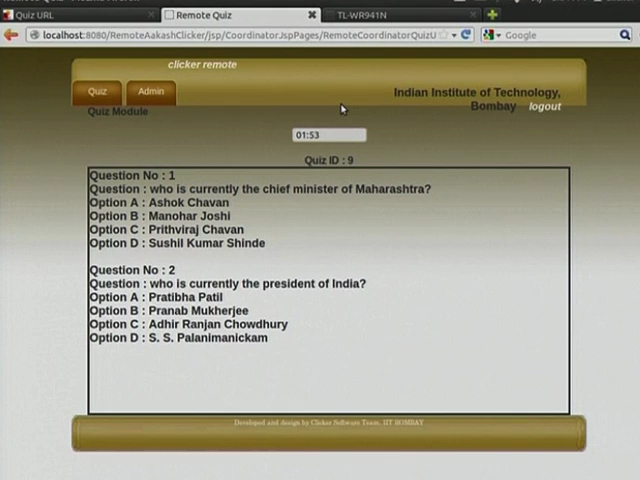 Quiz URL
Remote Quiz
TL-WR941N
localhost:8080/RemoteAakashClicker/jsp/CoordinatorJspPages/RemoteCoordinatorQuizU
Google
clicker remote
Quiz
Admin
Indian Institute of Technology,
Bombay logout
Quiz Module
01:53
Quiz ID : 9
Question No : 1
Question : who is currently the chief minister of Maharashtra?
Option A : Ashok Chavan
Option B : Manohar Joshi
Option C : Prithviraj Chavan
Option D : Sushil Kumar Shinde
Question No : 2
Question : who is currently the president of India?
Option A : Pratibha Patil
Option B : Pranab Mukherjee
Option C : Adhir Ranjan Chowdhury
Option D : S. S. Palanimanickam
Developed and design by Clicker Software Team, IIT BOMBAY